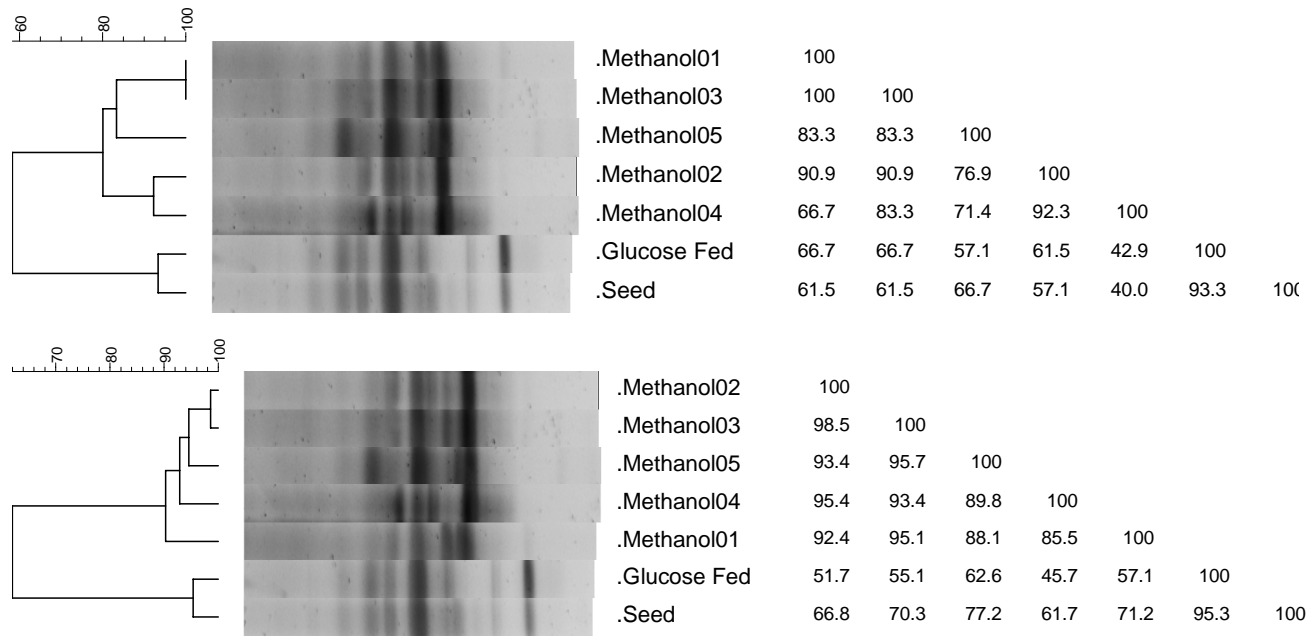 60 80 100
.Methanol01 100
.Methanol03 100 100
.Methanol05 83.3 83.3 100
.Methanol02 90.9 90.9 76.9 100
.Methanol04 66.7 83.3 71.4 92.3 100
.Glucose Fed 66.7 66.7 57.1 61.5 42.9 100
.Seed 61.5 61.5 66.7 57.1 40.0 93.3 100
70 80 90 100
.Methanol02 100
.Methanol03 98.5 100
.Methanol05 93.4 95.7 100
.Methanol04 95.4 93.4 89.8 100
.Methanol01 92.4 95.1 88.1 85.5 100
.Glucose Fed 51.7 55.1 62.6 45.7 57.1 100
.Seed 66.8 70.3 77.2 61.7 71.2 95.3 100